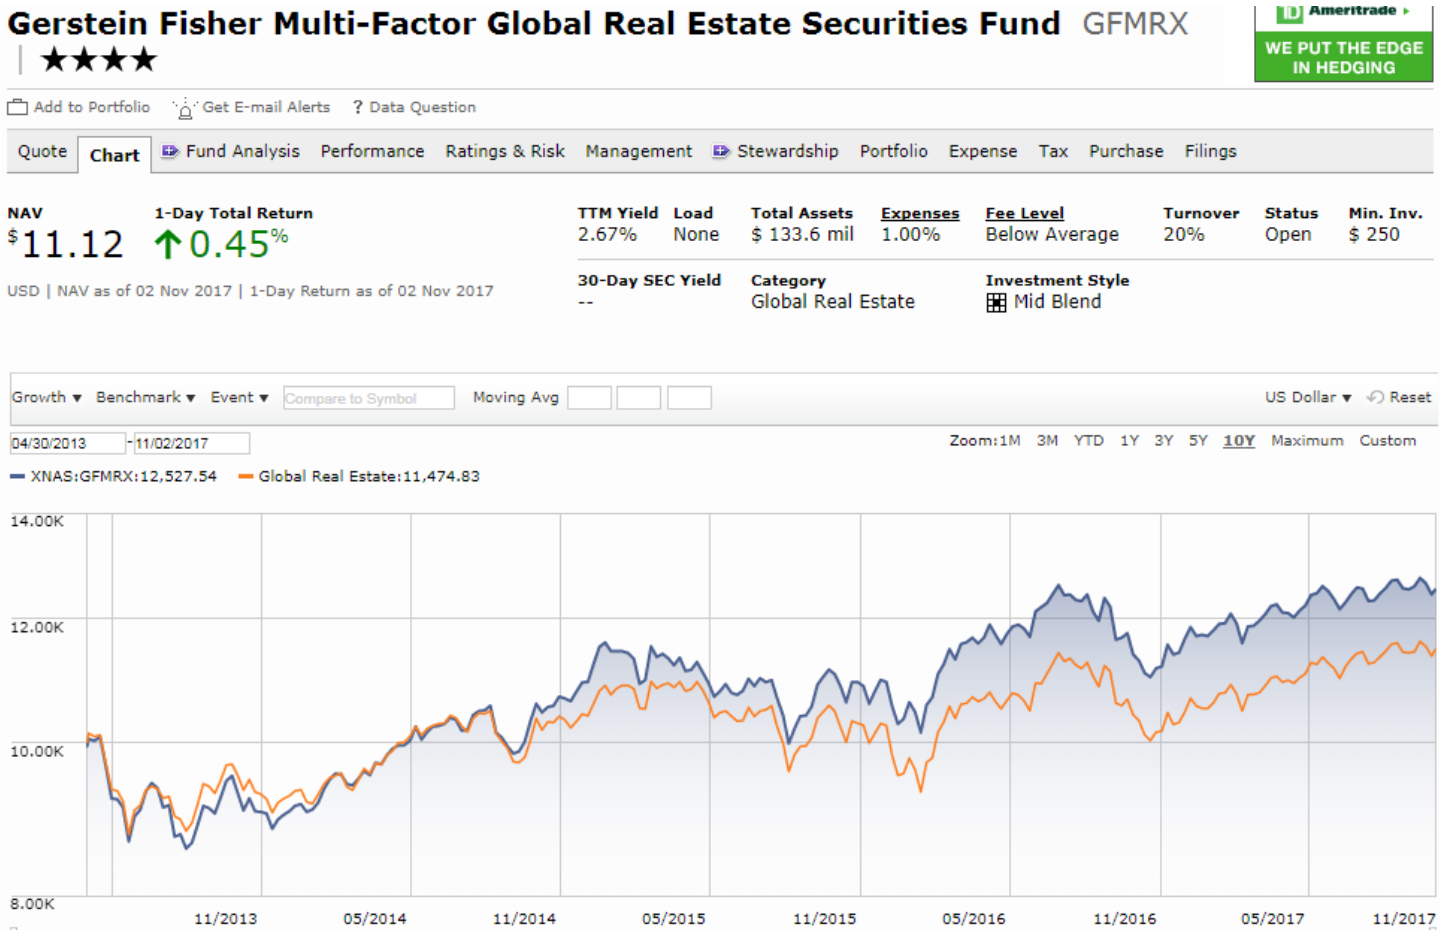 Gerstein Fisher Multi-Factor Global Real Estate Securities Fund GFMRX
| ★★★★
TD Ameritrade
WE PUT THE EDGE
IN HEDGING
Add to Portfolio Get E-mail Alerts ? Data Question
Quote Chart Fund Analysis Performance Ratings & Risk Management Stewardship Portfolio Expense Tax Purchase Filings
NAV 1-Day Total Return TTM Yield Load Total Assets Expenses Fee Level Turnover Status Min. Inv.
$11.12 0.45% 2.67% None $ 133.6 mil 1.00% Below Average 20% Open $ 250
30-Day SEC Yield Category Investment Style
USD | NAV as of 02 Nov 2017 | 1-Day Return as of 02 Nov 2017
-- Global Real Estate Mid Blend
Growth ▼ Benchmark ▼ Event ▼ Compare to Symbol Moving Avg US Dollar ▼ Reset
04/30/2013 - 11/02/2017 Zoom: 1M 3M YTD 1Y 3Y 5Y 10Y Maximum Custom
XNAS:GFMRX:12,527.54 Global Real Estate:11,474.83
14.00K
12.00K
10.00K
8.00K
11/2013 05/2014 11/2014 05/2015 11/2015 05/2016 11/2016 05/2017 11/2017